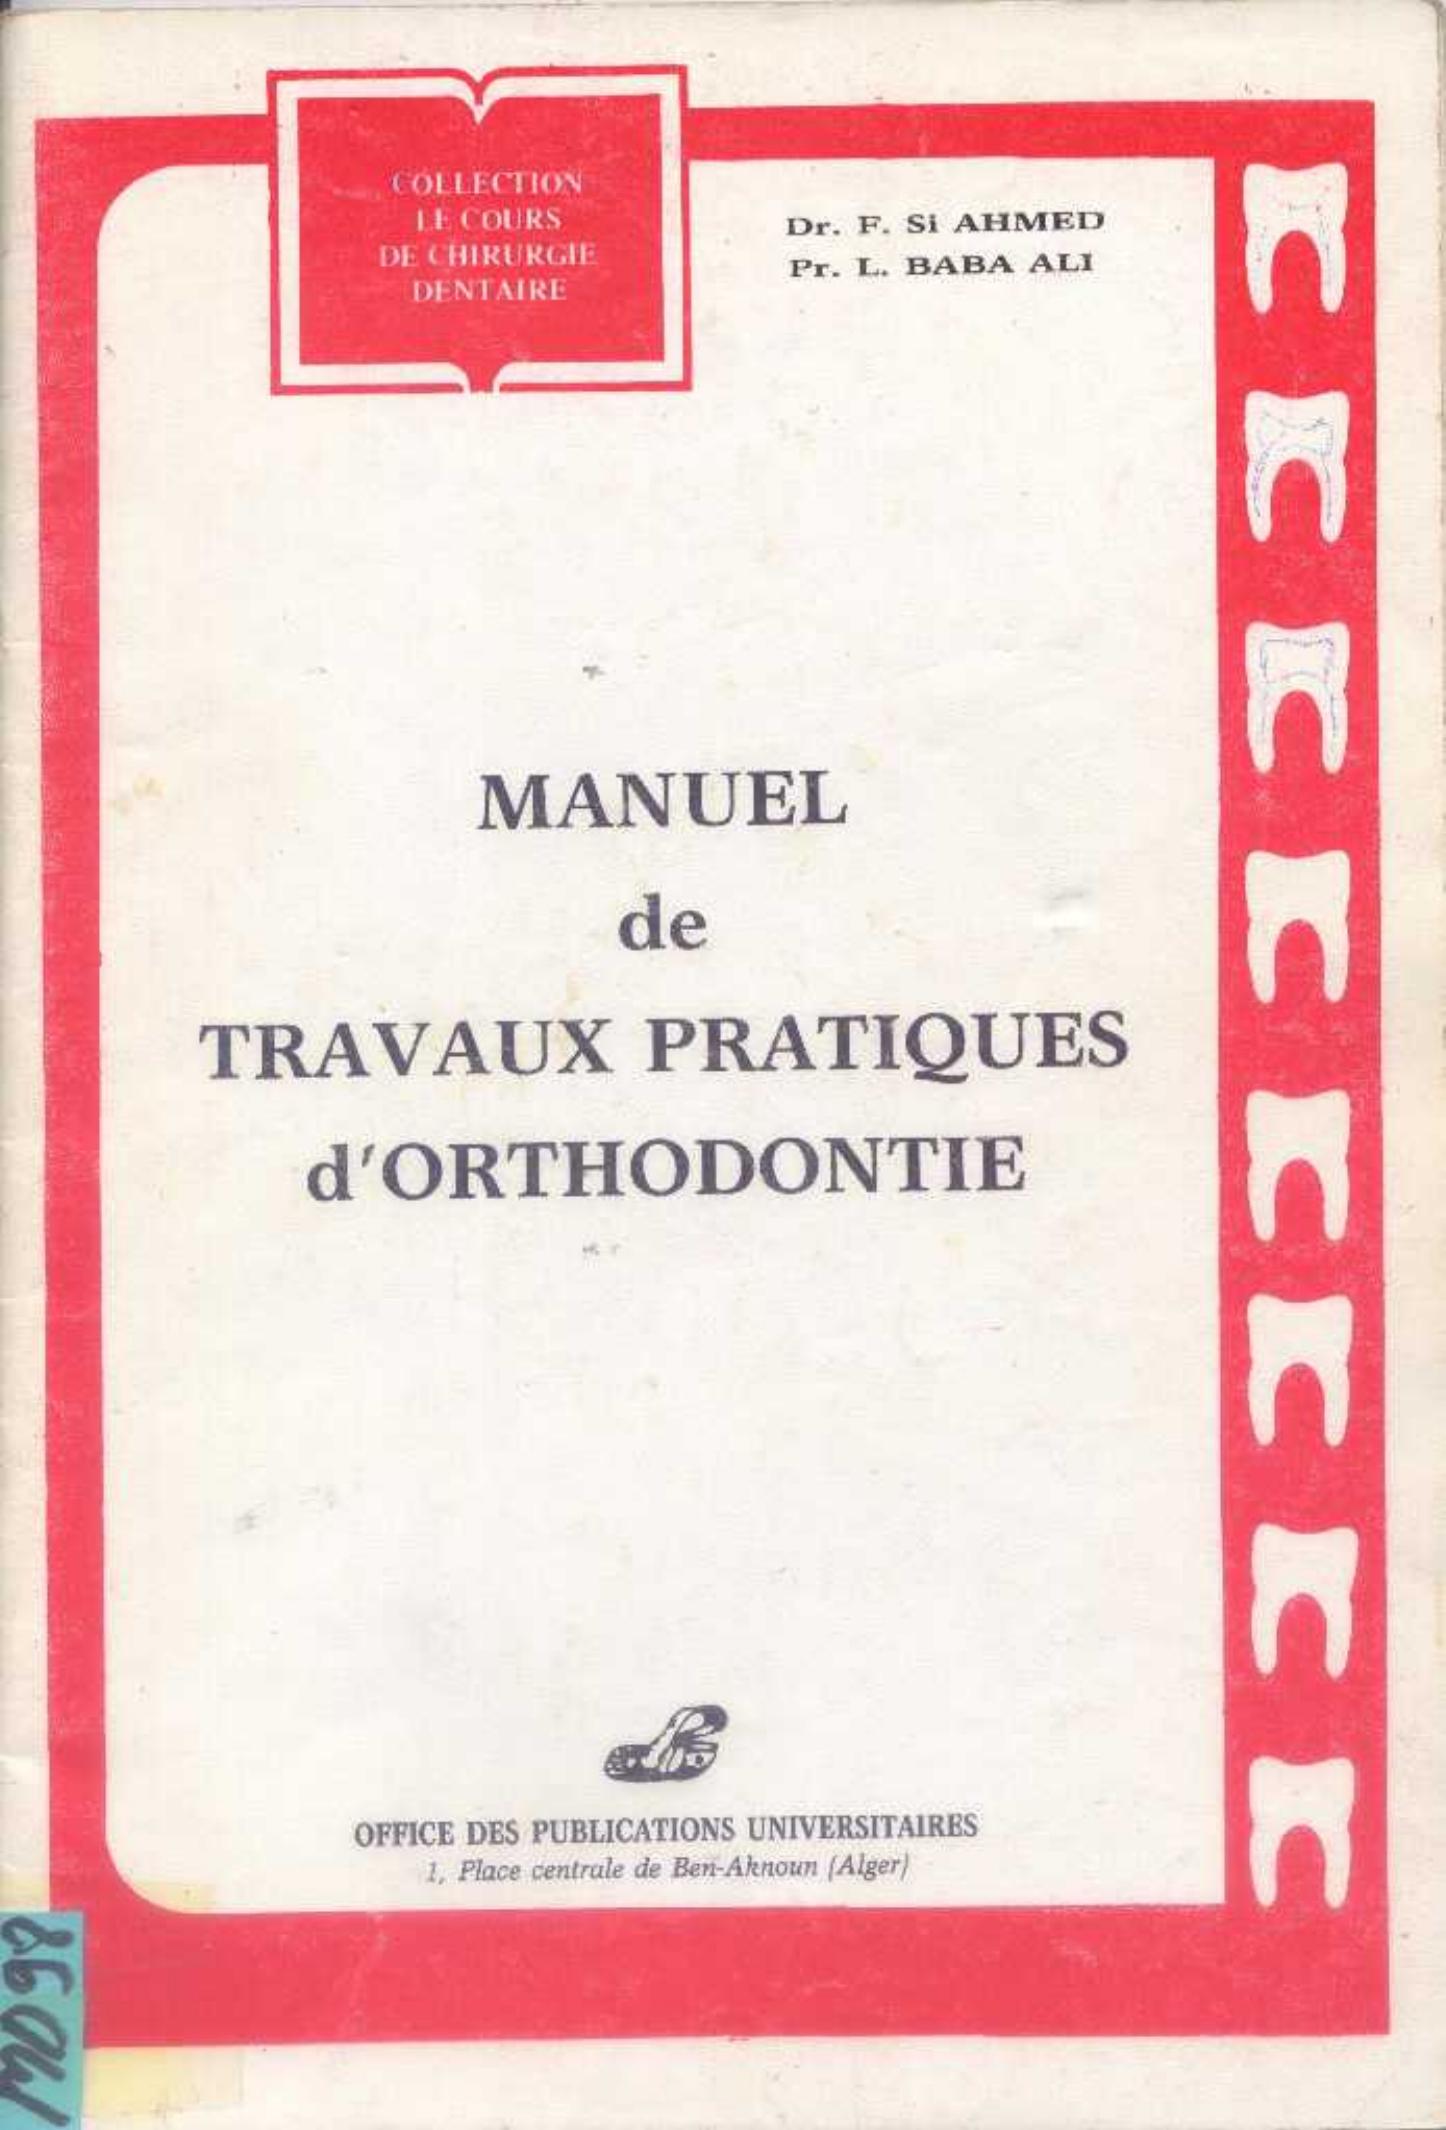 COLLECTION
LE COURS
DE CHIRURGIE
DENTAIRE
Dr. F. Si AHMED
Pr. L. BABA ALI
MANUEL
de
TRAVAUX PRATIQUES
d'ORTHODONTIE
OFFICE DES PUBLICATIONS UNIVERSITAIRES
1, Place centrale de Ben-Aknoun (Alger)
MD98